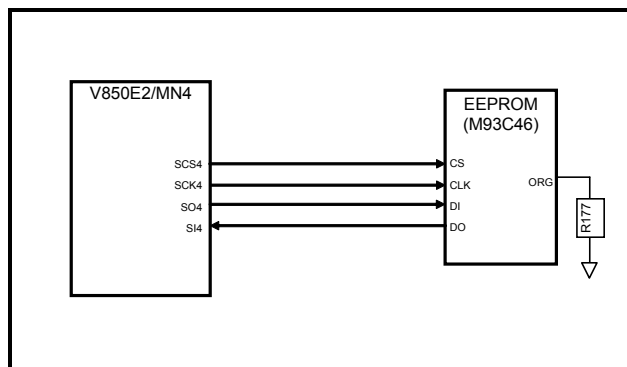 V850E2/MN4
SCS4
SCK4
SO4
SI4
EEPROM
(M93C46)
CS
CLK
DI
DO
ORG
R177